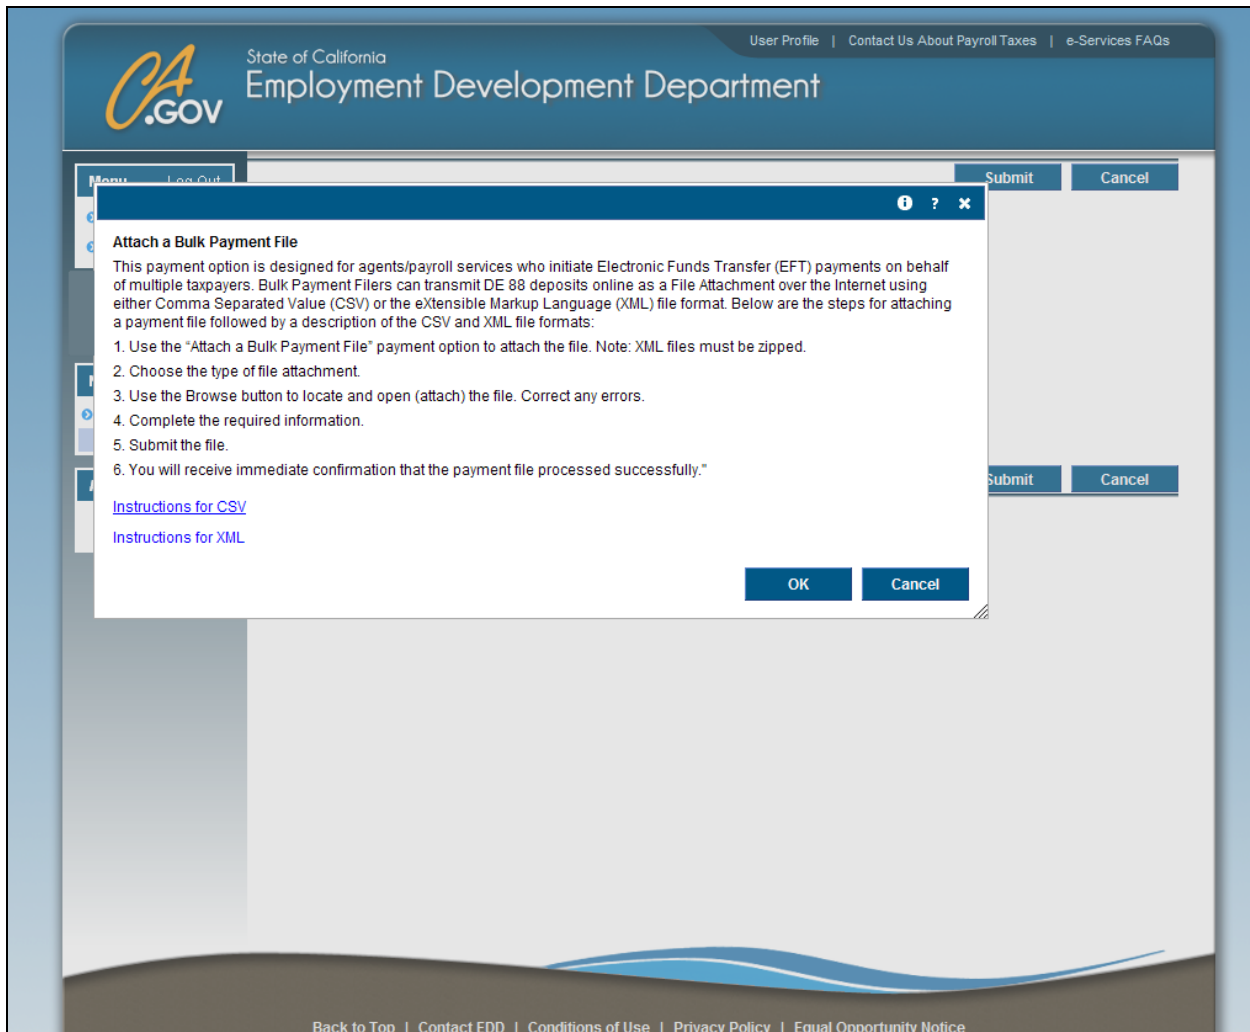 User Profile | Contact Us About Payroll Taxes | e-Services FAQs
CA.GOV
State of California
Employment Development Department
Menu Log Out
Submit Cancel
Attach a Bulk Payment File
This payment option is designed for agents/payroll services who initiate Electronic Funds Transfer (EFT) payments on behalf
of multiple taxpayers. Bulk Payment Filers can transmit DE 88 deposits online as a File Attachment over the Internet using
either Comma Separated Value (CSV) or the eXtensible Markup Language (XML) file format. Below are the steps for attaching
a payment file followed by a description of the CSV and XML file formats:
1. Use the “Attach a Bulk Payment File” payment option to attach the file. Note: XML files must be zipped.
2. Choose the type of file attachment.
3. Use the Browse button to locate and open (attach) the file. Correct any errors.
4. Complete the required information.
5. Submit the file.
6. You will receive immediate confirmation that the payment file processed successfully."
Submit Cancel
Instructions for CSV
Instructions for XML
OK Cancel
Back to Top | Contact EDD | Conditions of Use | Privacy Policy | Equal Opportunity Notice